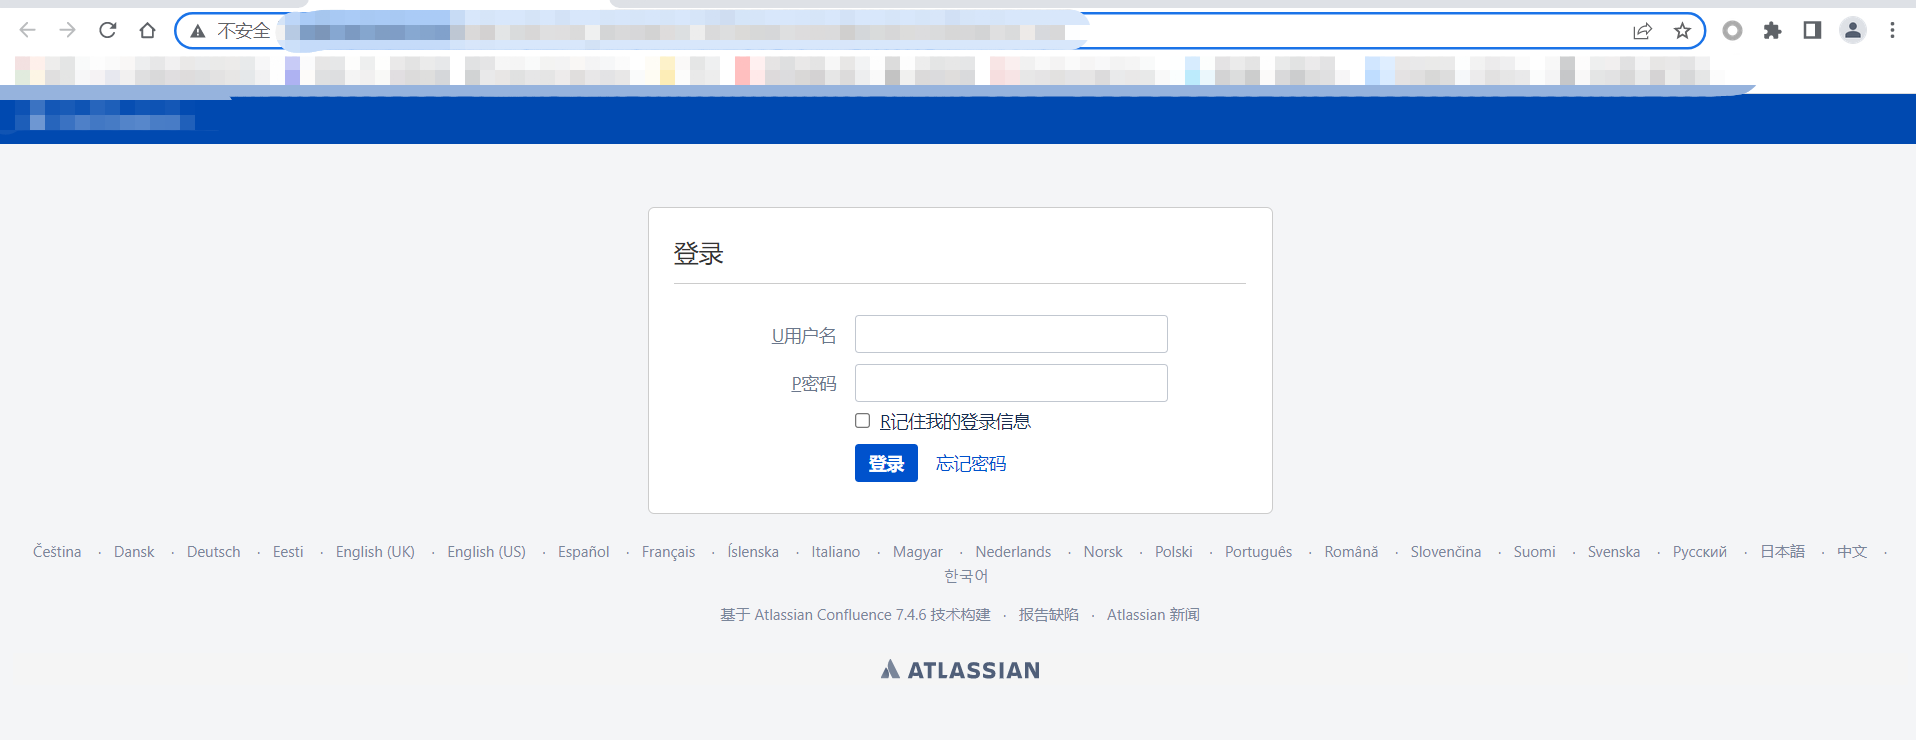 不安全
登录
U用户名
P密码
R记住我的登录信息
登录 忘记密码
Čeština · Dansk · Deutsch · Eesti · English (UK) · English (US) · Español · Français · Íslenska · Italiano · Magyar · Nederlands · Norsk · Polski · Português · Română · Slovenčina · Suomi · Svenska · Русский · 日本語 · 中文 ·
한국어
基于 Atlassian Confluence 7.4.6 技术构建 · 报告缺陷 · Atlassian 新闻
ATLASSIAN